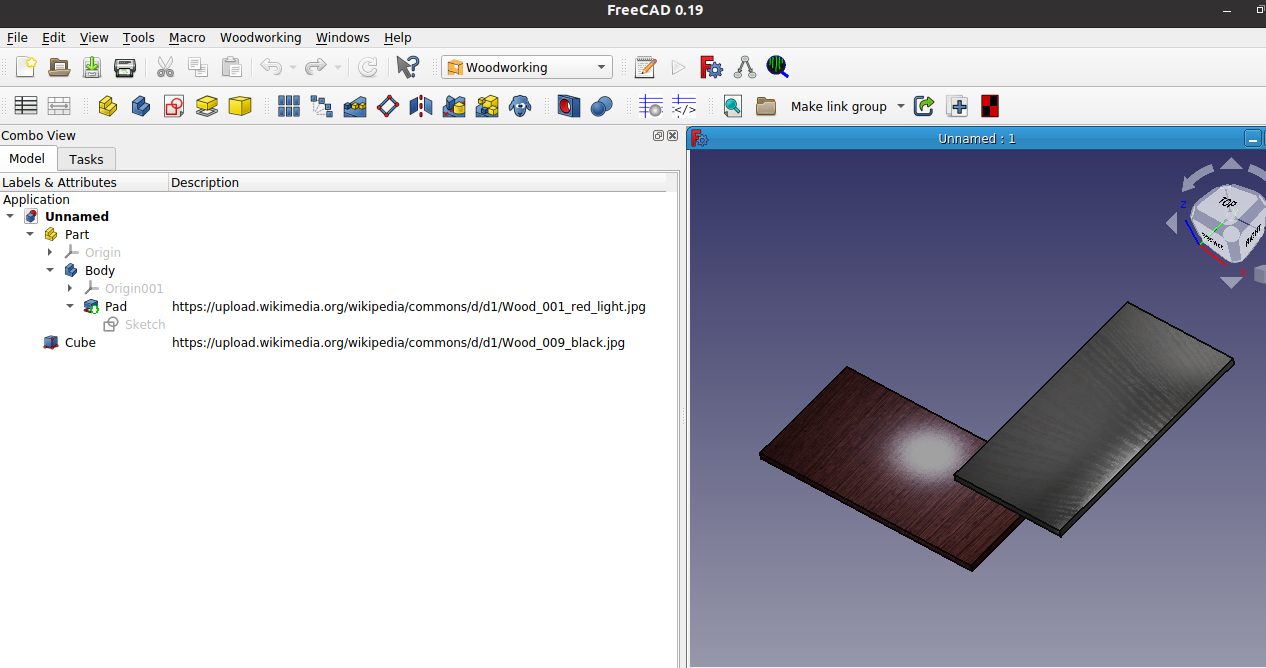 FreeCAD 0.19
File Edit View Tools Macro Woodworking Windows Help
Woodworking
</>
Make link group
Combo View
Unnamed : 1
Model Tasks
Labels & Attributes Description
Application
Unnamed
Part
Origin
Body
Origin001
Pad https://upload.wikimedia.org/wikipedia/commons/d/d1/Wood_001_red_light.jpg
Sketch
Cube https://upload.wikimedia.org/wikipedia/commons/d/d1/Wood_009_black.jpg
Z
TOP
RIGHT